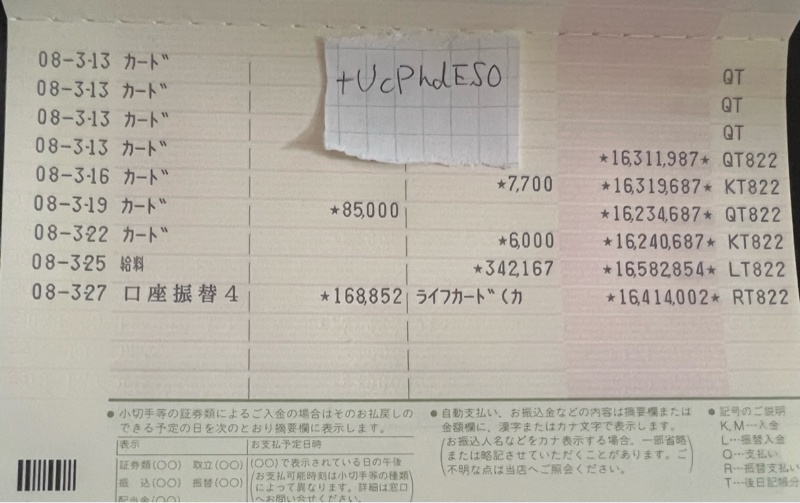 08-3-13 カード QT
08-3-13 カード QT
08-3-13 カード QT
08-3-13 カード ★16,311,987★ QT822
08-3-16 カード ★7,700 ★16,319,687★ KT822
08-3-19 カード ★85,000 ★16,234,687★ QT822
08-3-22 カード ★6,000 ★16,240,687★ KT822
08-3-25 給料 ★342,167 ★16,582,854★ LT822
08-3-27 口座振替4 ★168,852 ライフカード(カ ★16,414,002★ RT822
+UcPhdESO
●小切手等の証券類によるご入金の場合はそのお払戻しの
できる予定の日を次のとおり摘要欄に表示します。
表示 お支払予定日時
証券類(〇〇) 取立(〇〇)
振込(〇〇) 振替(〇〇)
配当金(〇〇)
(〇〇)で表示されている日の午後
(お支払可能時刻は小切手等の種類
によって異なります。詳細は窓口
へお問い合せください。
●自動支払い、お振込金などの内容は摘要欄または
金額欄に、漢字またはカナ文字で表示します。
(お振込人名などをカナ表示する場合、一部省略
または略記させていただくことがあります。ご
不明な点は当店へご照会ください。)
●記号のご説明
K,M…入金
L…振替入金
Q…支払い
R…振替支払い
T…後日記帳分